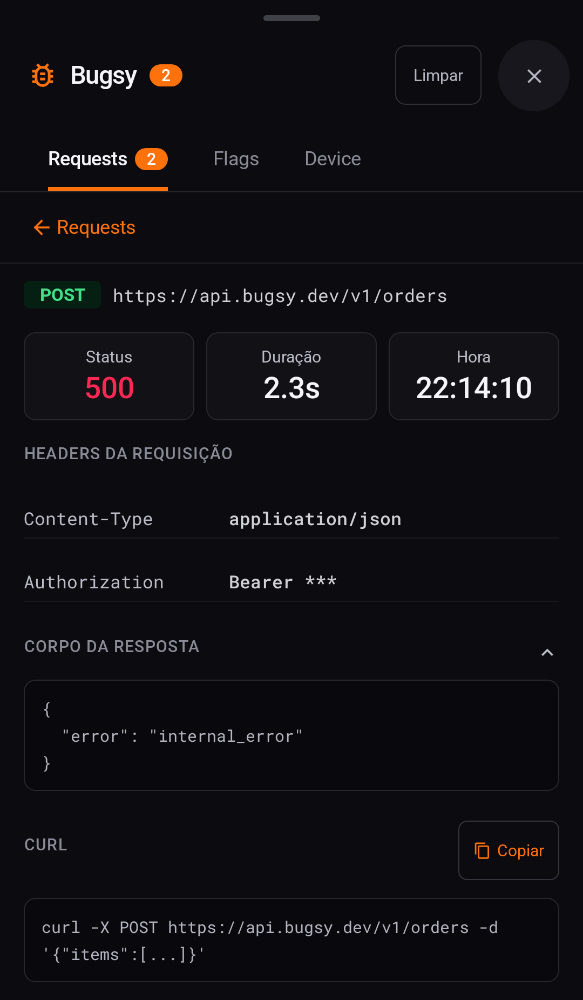 Bugsy 2 Limpar
Requests 2 Flags Device
Requests
POST https://api.bugsy.dev/v1/orders
Status Duração Hora
500 2.3s 22:14:10
HEADERS DA REQUISIÇÃO
Content-Type application/json
Authorization Bearer ***
CORPO DA RESPOSTA
{
  "error": "internal_error"
}
CURL Copiar
curl -X POST https://api.bugsy.dev/v1/orders -d
'{"items":[...]}'